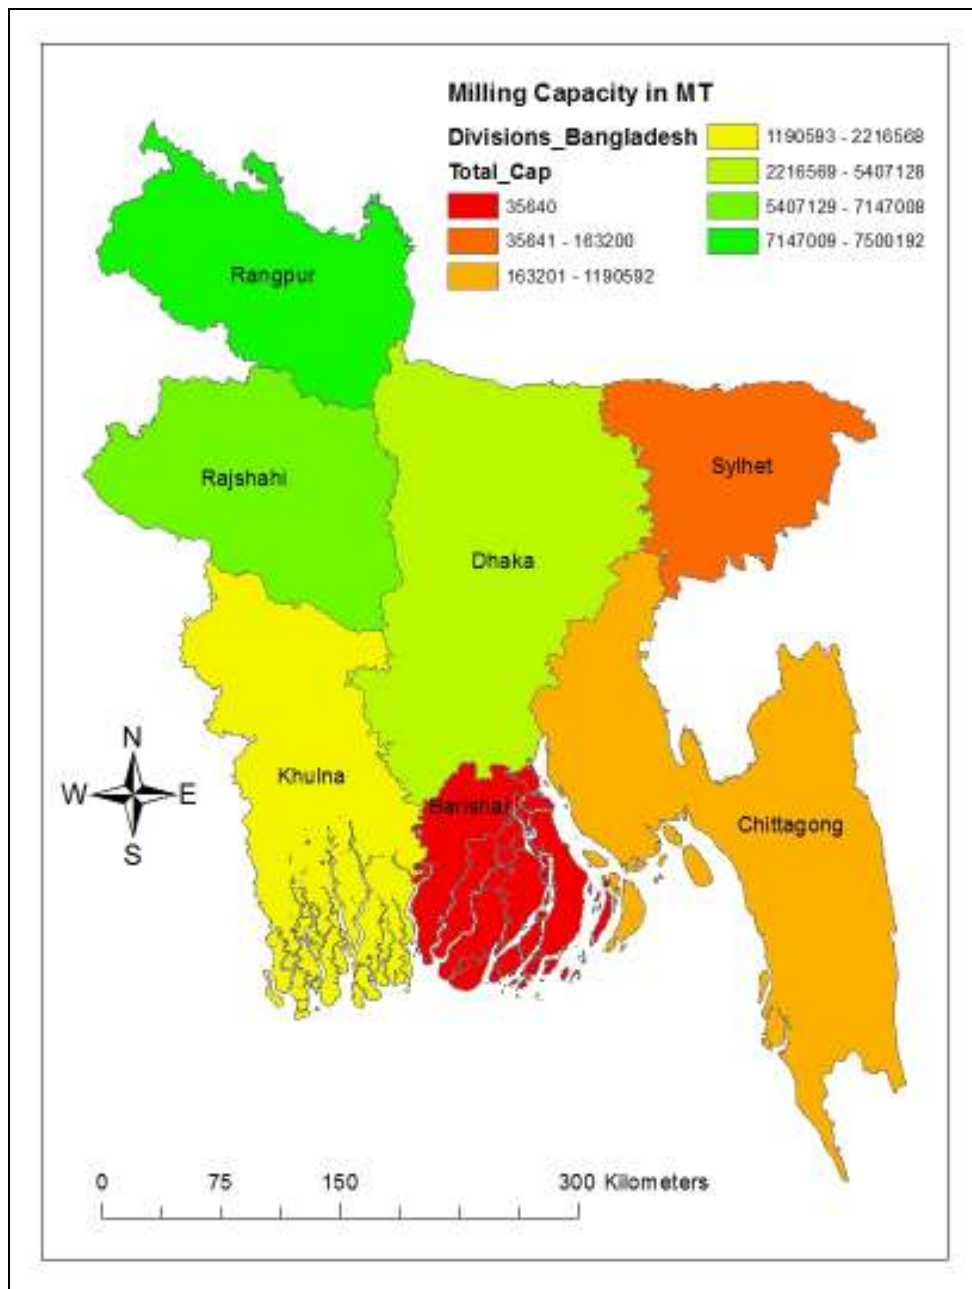 Milling Capacity in MT
Divisions_Bangladesh
Total_Cap
35640
35641 - 163200
163201 - 1190592
1190593 - 2216568
2216569 - 5407128
5407129 - 7147008
7147009 - 7500192
Rangpur
Rajshahi
Sylhet
Dhaka
Khulna
Barishal
Chittagong
N
W E
S
0 75 150 300 Kilometers